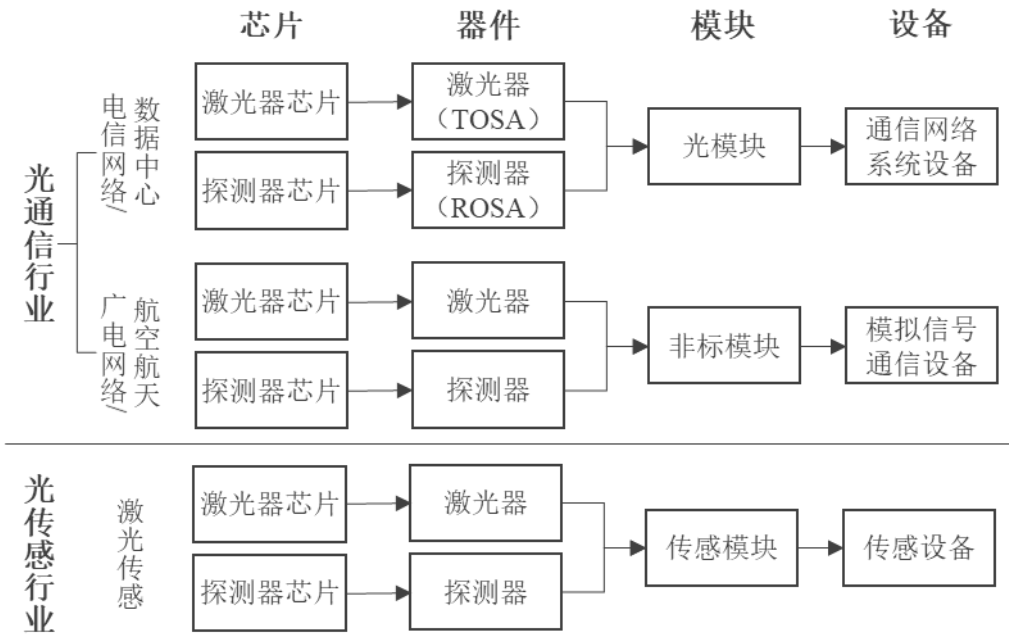 芯片 器件 模块 设备
光通信行业
电信网络/
数据中心
激光器芯片
激光器
（TOSA）
探测器芯片
探测器
（ROSA）
光模块
通信网络
系统设备
广电网络/
航空航天
激光器芯片
激光器
探测器芯片
探测器
非标模块
模拟信号
通信设备
光传感行业
激光传感
激光器芯片
激光器
探测器芯片
探测器
传感模块
传感设备